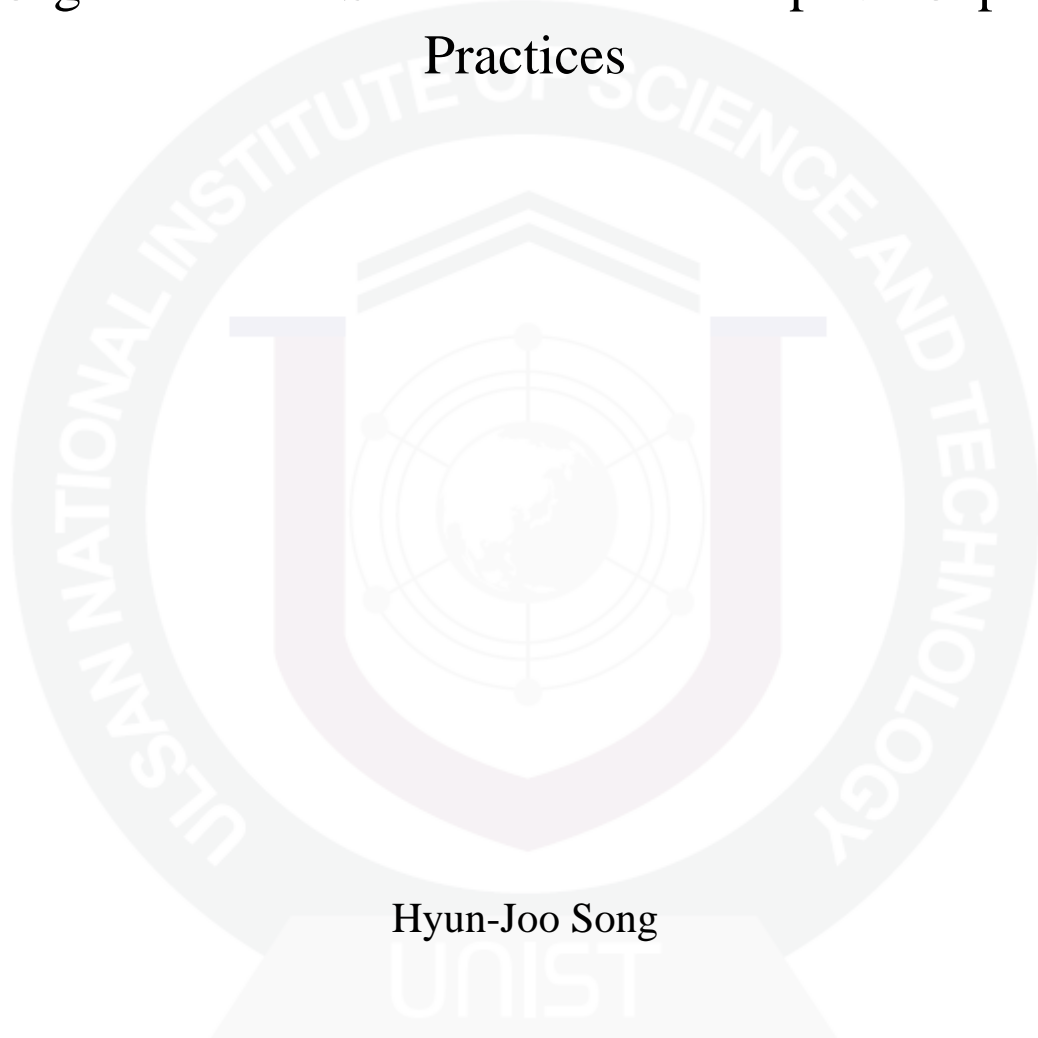 Practices
ULSAN NATIONAL INSTITUTE OF SCIENCE AND TECHNOLOGY
Hyun-Joo Song
UNIST